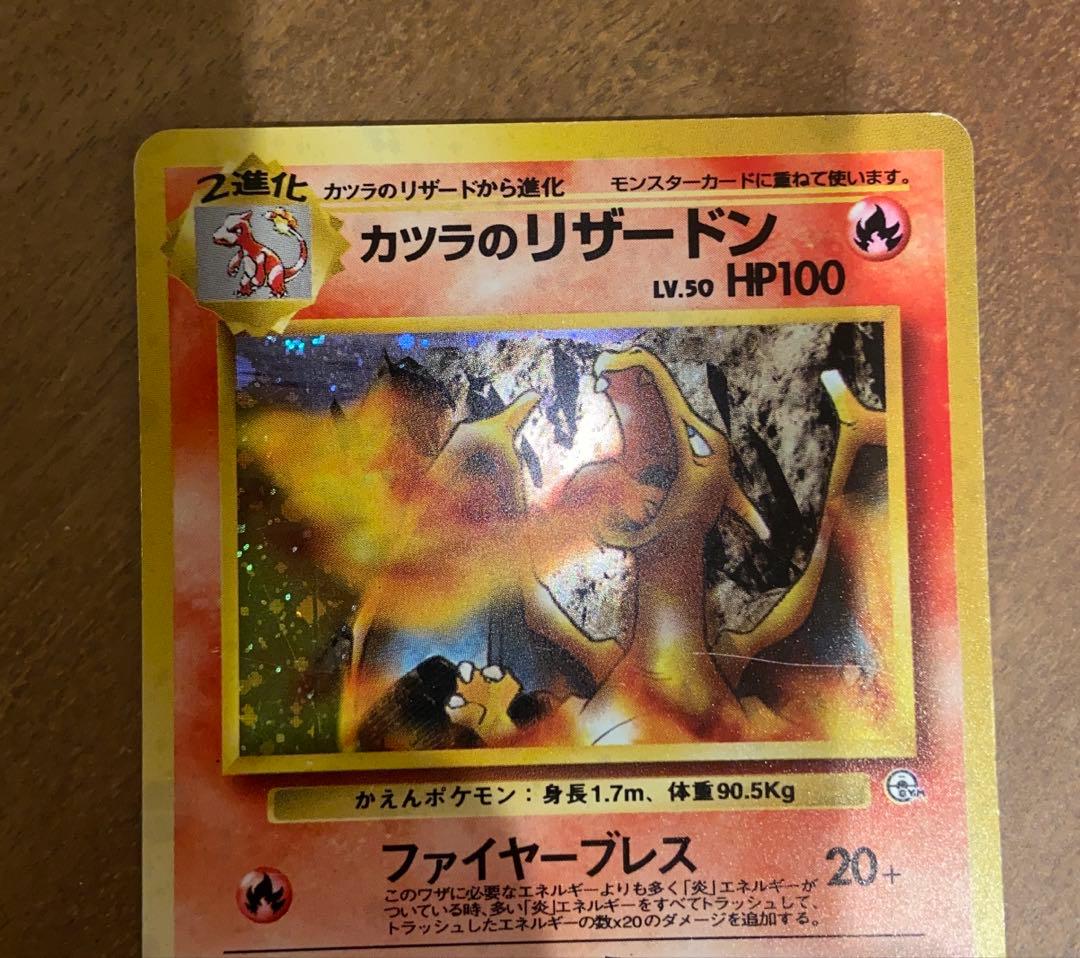 2進化 カツラのリザードから進化 モンスターカードに重ねて使います。
カツラのリザードン
LV.50 HP100
かえんポケモン：身長1.7m、体重90.5Kg
GYM
ファイヤーブレス 20+
このワザに必要なエネルギーよりも多く「炎」エネルギーが
ついている時、多い「炎」エネルギーをすべてトラッシュして、
トラッシュしたエネルギーの数x20のダメージを追加する。